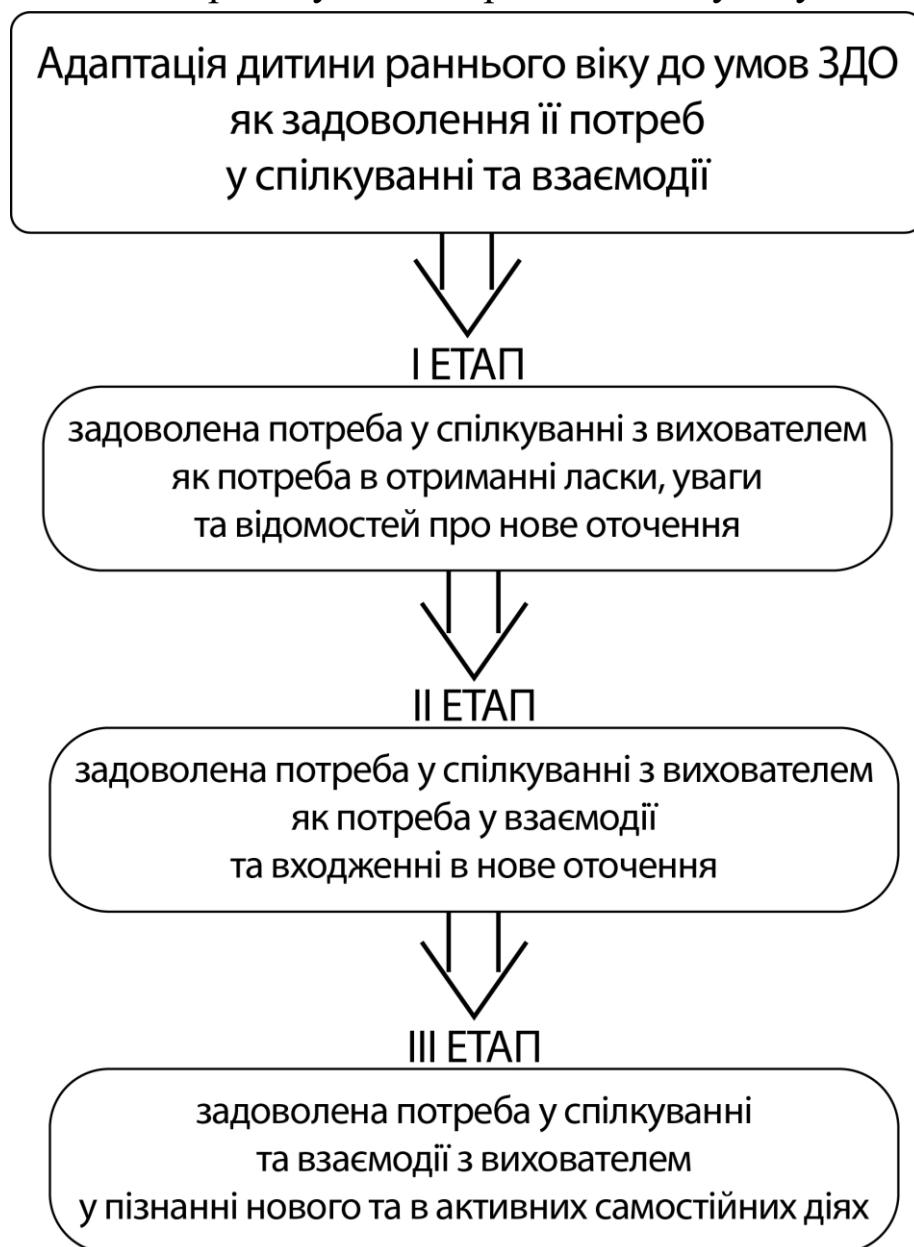 Адаптація дитини раннього віку до умов ЗДО
як задоволення її потреб
у спілкуванні та взаємодії
І ЕТАП
задоволена потреба у спілкуванні з вихователем
як потреба в отриманні ласки, уваги
та відомостей про нове оточення
ІІ ЕТАП
задоволена потреба у спілкуванні з вихователем
як потреба у взаємодії
та входженні в нове оточення
ІІІ ЕТАП
задоволена потреба у спілкуванні
та взаємодії з вихователем
у пізнанні нового та в активних самостійних діях